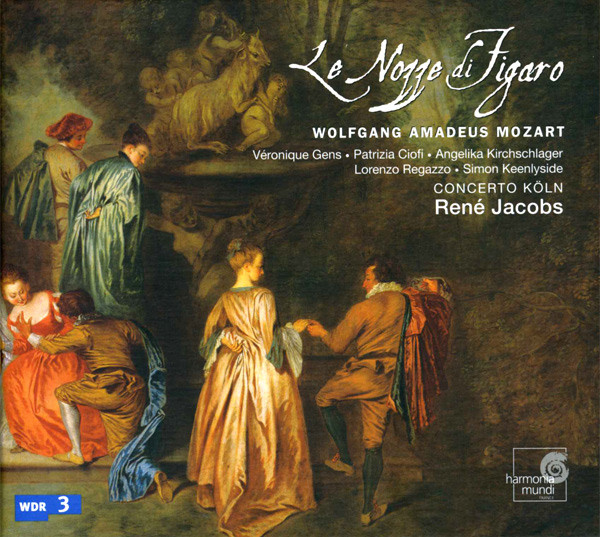 Le Nozze di Figaro
WOLFGANG AMADEUS MOZART
Véronique Gens • Patrizia Ciofi • Angelika Kirchschlager
Lorenzo Regazzo • Simon Keenlyside
CONCERTO KÖLN
René Jacobs
WDR 3
harmonia
mundi
FRANCE